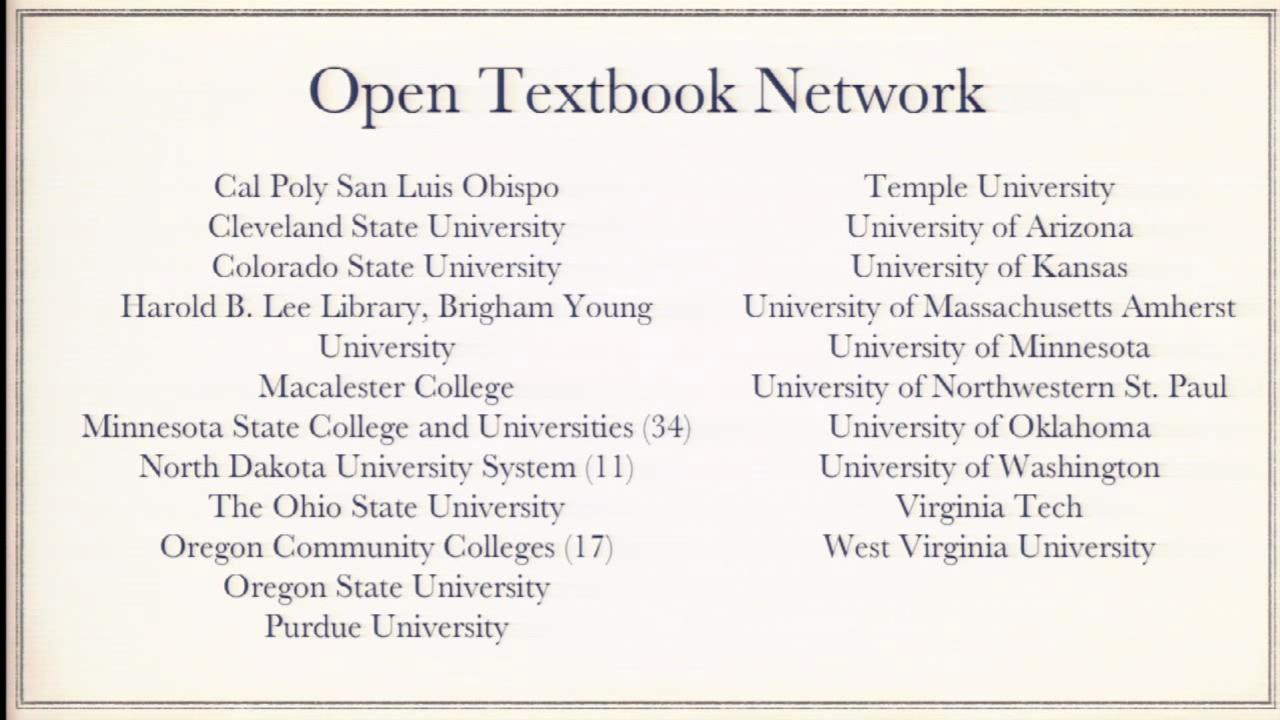 Open Textbook Network
Cal Poly San Luis Obispo
Cleveland State University
Colorado State University
Harold B. Lee Library, Brigham Young
University
Macalester College
Minnesota State College and Universities (34)
North Dakota University System (11)
The Ohio State University
Oregon Community Colleges (17)
Oregon State University
Purdue University
Temple University
University of Arizona
University of Kansas
University of Massachusetts Amherst
University of Minnesota
University of Northwestern St. Paul
University of Oklahoma
University of Washington
Virginia Tech
West Virginia University